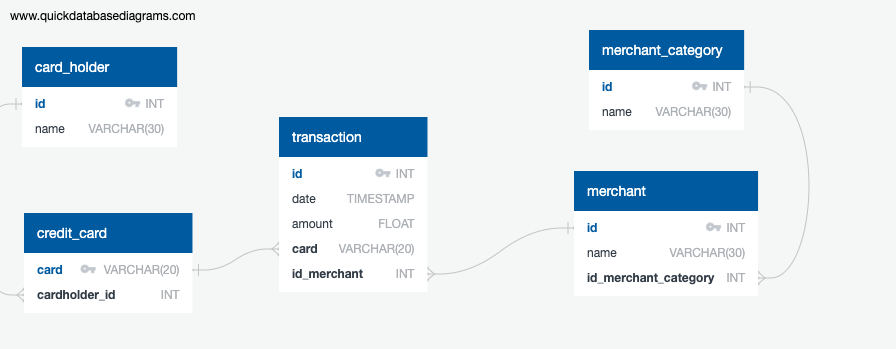 www.quickdatabasediagrams.com
card_holder
id INT
name VARCHAR(30)
credit_card
card VARCHAR(20)
cardholder_id INT
transaction
id INT
date TIMESTAMP
amount FLOAT
card VARCHAR(20)
id_merchant INT
merchant_category
id INT
name VARCHAR(30)
merchant
id INT
name VARCHAR(30)
id_merchant_category INT